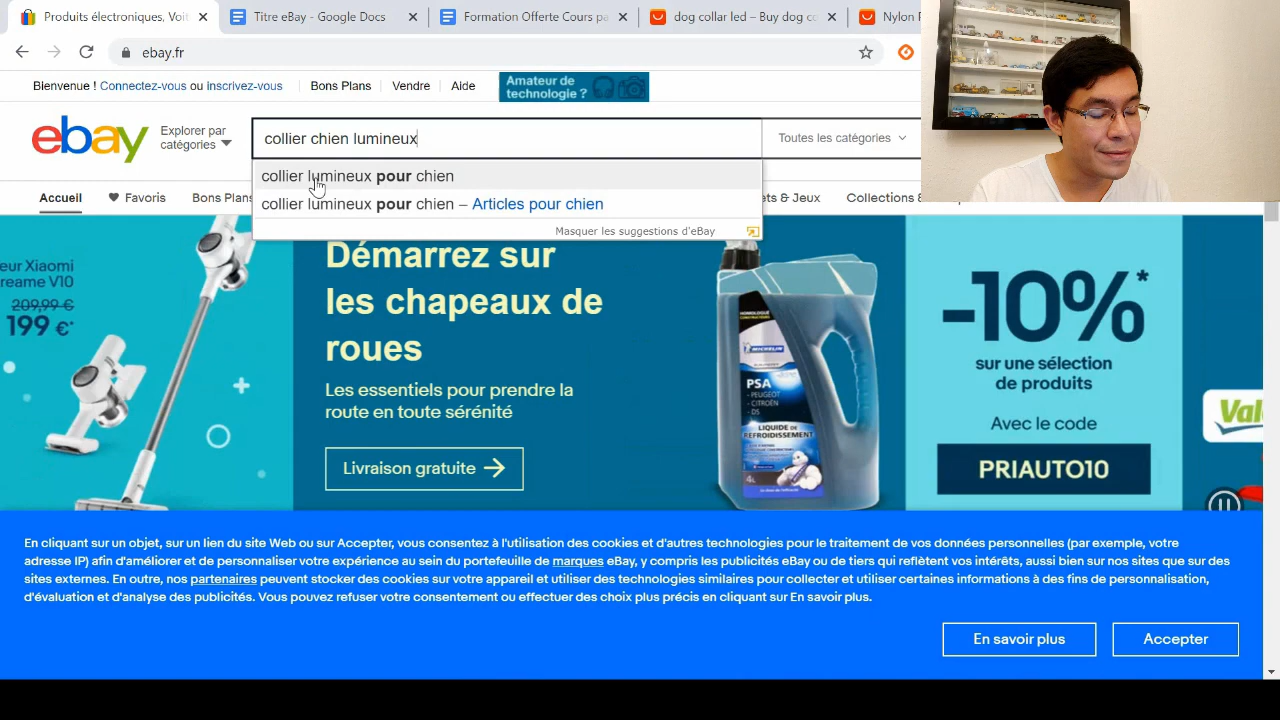 Produits électroniques, Voit
Titre eBay - Google Docs
Formation Offerte Cours pa
dog collar led – Buy dog co
Nylon
ebay.fr
Bienvenue ! Connectez-vous ou inscrivez-vous
Bons Plans
Vendre
Aide
Amateur de
technologie ?
ebay
Explorer par
catégories
collier chien lumineux
Toutes les catégories
collier lumineux pour chien
collier lumineux pour chien – Articles pour chien
Masquer les suggestions d'eBay
Accueil
Favoris
Bons Plans
ets & Jeux
Collections &
eur Xiaomi
reame V10
209,99 €
199 €*
Démarrez sur
les chapeaux de
roues
Les essentiels pour prendre la
route en toute sérénité
Livraison gratuite
MICHELIN
PSA
- PEUGEOT
- CITROËN
- DS
LIQUIDE DE
REFROIDISSEMENT
4L
-10%*
sur une sélection
de produits
Avec le code
PRIAUTO10
Val
En cliquant sur un objet, sur un lien du site Web ou sur Accepter, vous consentez à l'utilisation des cookies et d'autres technologies pour le traitement de vos données personnelles (par exemple, votre
adresse IP) afin d'améliorer et de personnaliser votre expérience au sein du portefeuille de marques eBay, y compris les publicités eBay ou de tiers qui reflètent vos intérêts, aussi bien sur nos sites que sur des
sites externes. En outre, nos partenaires peuvent stocker des cookies sur votre appareil et utiliser des technologies similaires pour collecter et utiliser certaines informations à des fins de personnalisation,
d'évaluation et d'analyse des publicités. Vous pouvez refuser votre consentement ou effectuer des choix plus précis en cliquant sur En savoir plus.
En savoir plus
Accepter